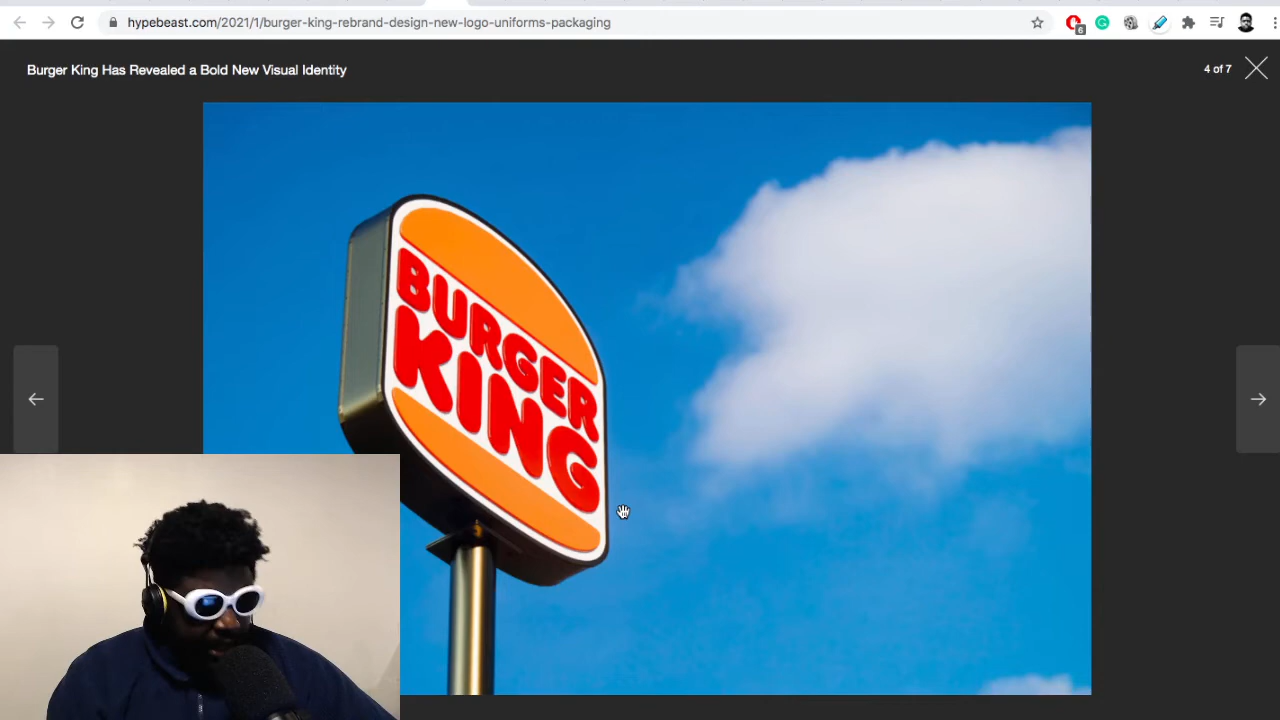 hypebeast.com/2021/1/burger-king-rebrand-design-new-logo-uniforms-packaging
6
Burger King Has Revealed a Bold New Visual Identity
4 of 7
BURGER
KING